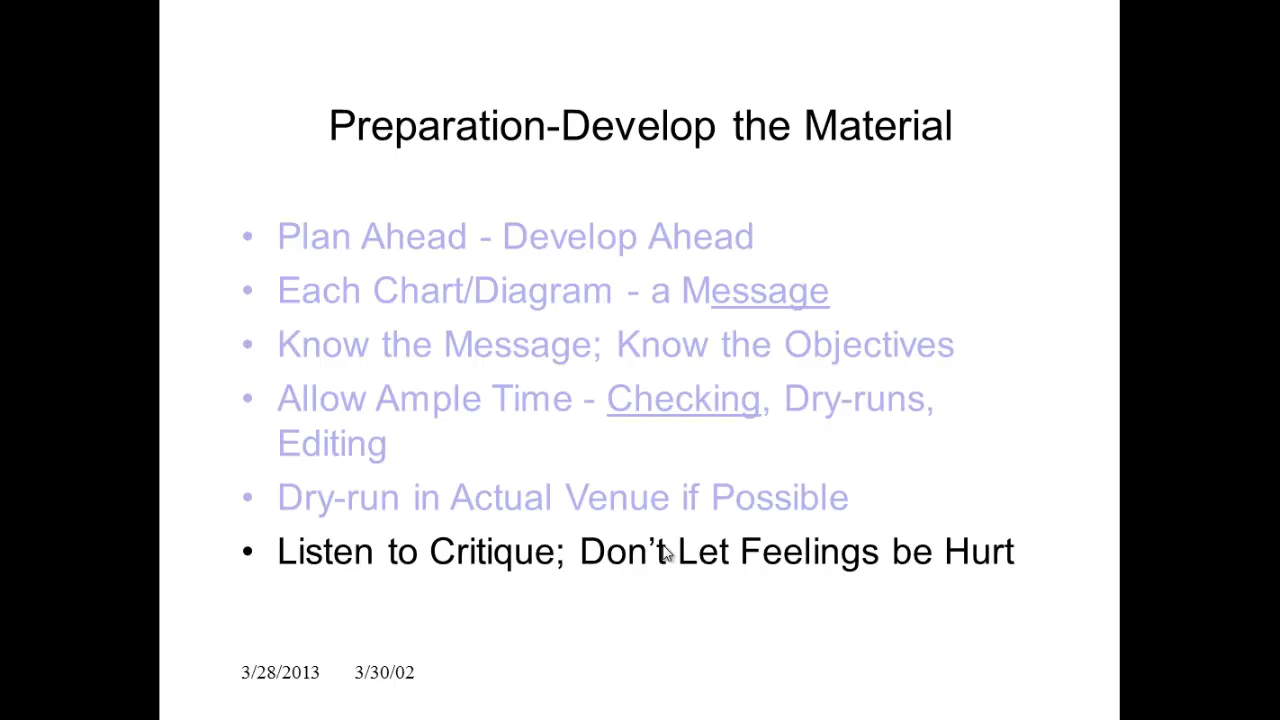 Preparation-Develop the Material
• Plan Ahead - Develop Ahead
• Each Chart/Diagram - a Message
• Know the Message; Know the Objectives
• Allow Ample Time - Checking, Dry-runs,
Editing
• Dry-run in Actual Venue if Possible
• Listen to Critique; Don’t Let Feelings be Hurt
3/28/2013 3/30/02